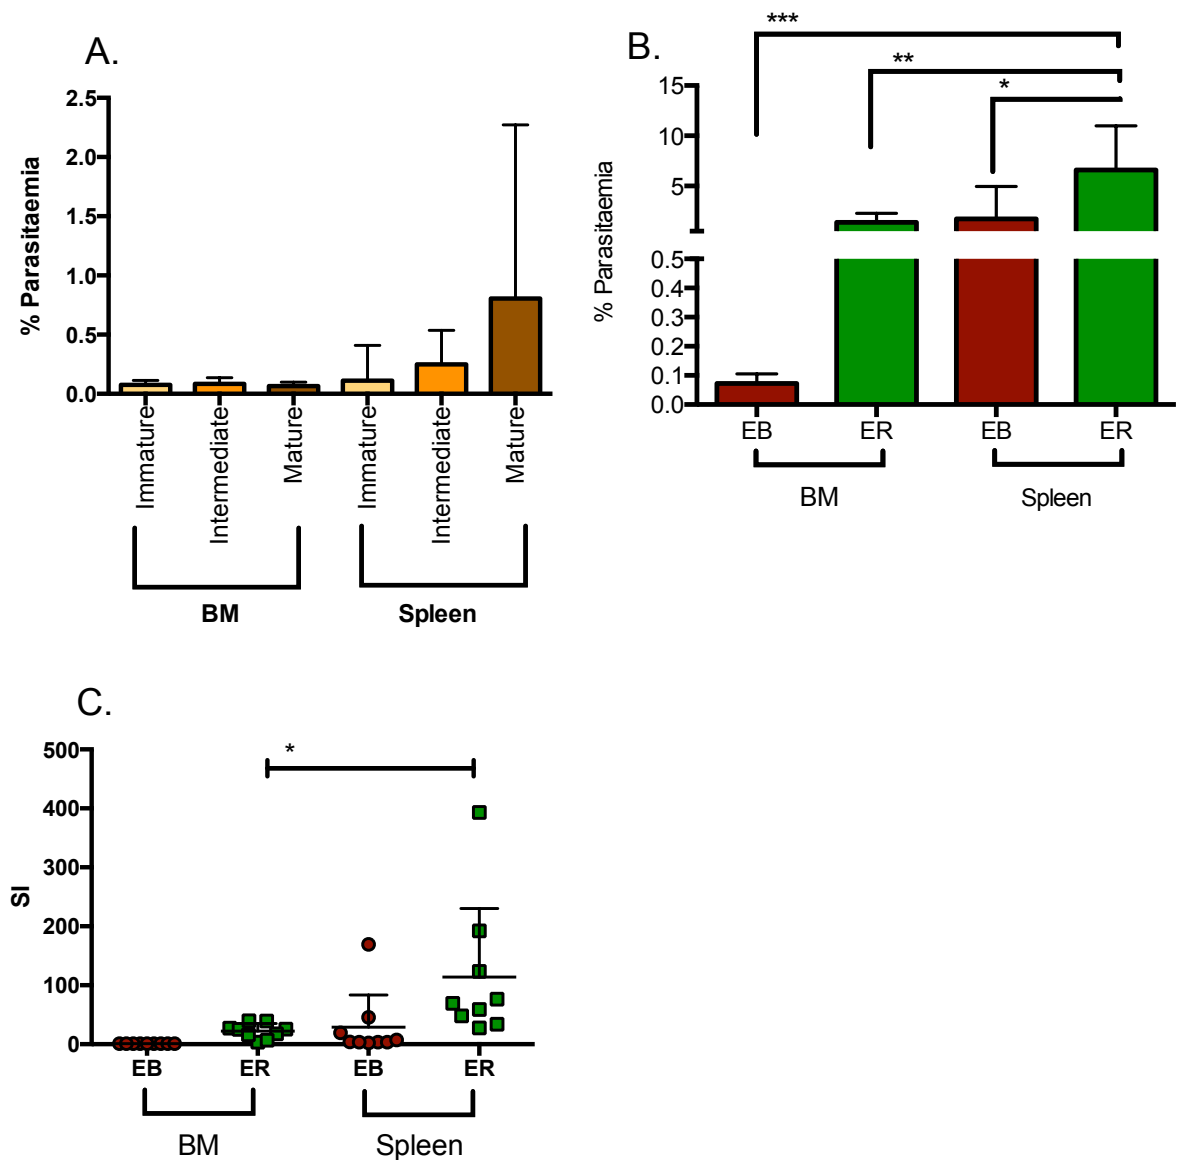 A.
% Parasitaemia
2.5
2.0
1.5
1.0
0.5
0.0
Immature
Intermediate
Mature
Immature
Intermediate
Mature
BM
Spleen
B.
***
**
*
% Parasitaemia
15
10
5
0.5
0.4
0.3
0.2
0.1
0.0
EB
ER
EB
ER
BM
Spleen
C.
*
SI
500
400
300
200
100
0
EB
ER
EB
ER
BM
Spleen